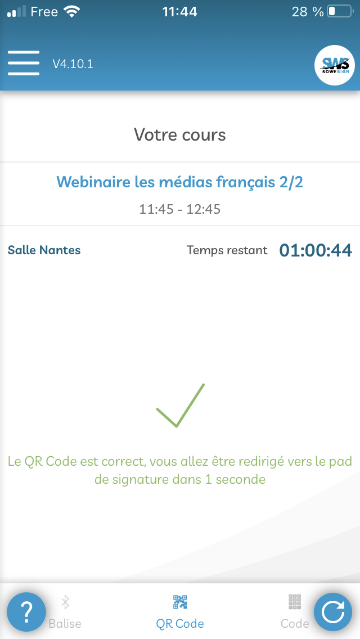 Free 11:44 28 %
V4.10.1
SWS
SOWESIGN
Votre cours
Webinaire les médias français 2/2
11:45 - 12:45
Salle Nantes Temps restant 01:00:44
Le QR Code est correct, vous allez être redirigé vers le pad
de signature dans 1 seconde
? Balise QR Code Code